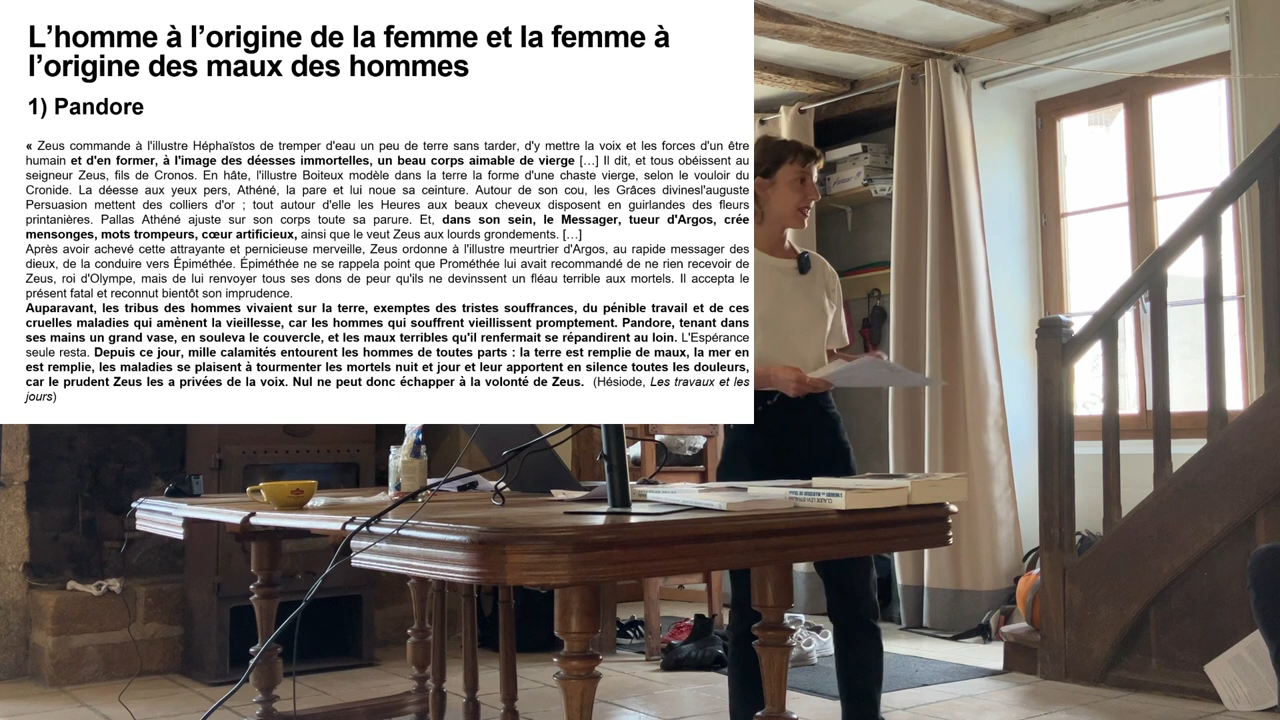 L'homme à l'origine de la femme et la femme à
l'origine des maux des hommes
1) Pandore
« Zeus commande à l'illustre Héphaïstos de tremper d'eau un peu de terre sans tarder, d'y mettre la voix et les forces d'un être
humain et d'en former, à l'image des déesses immortelles, un beau corps aimable de vierge [...] Il dit, et tous obéissent au
seigneur Zeus, fils de Cronos. En hâte, l'illustre Boiteux modèle dans la terre la forme d'une chaste vierge, selon le vouloir du
Cronide. La déesse aux yeux pers, Athéné, la pare et lui noue sa ceinture. Autour de son cou, les Grâces divinesl'auguste
Persuasion mettent des colliers d'or ; tout autour d'elle les Heures aux beaux cheveux disposent en guirlandes des fleurs
printanières. Pallas Athéné ajuste sur son corps toute sa parure. Et, dans son sein, le Messager, tueur d'Argos, crée
mensonges, mots trompeurs, cœur artificieux, ainsi que le veut Zeus aux lourds grondements. [...]
Après avoir achevé cette attrayante et pernicieuse merveille, Zeus ordonne à l'illustre meurtrier d'Argos, au rapide messager des
dieux, de la conduire vers Épiméthée. Épiméthée ne se rappela point que Prométhée lui avait recommandé de ne rien recevoir de
Zeus, roi d'Olympe, mais de lui renvoyer tous ses dons de peur qu'ils ne devinssent un fléau terrible aux mortels. Il accepta le
présent fatal et reconnut bientôt son imprudence.
Auparavant, les tribus des hommes vivaient sur la terre, exemptes des tristes souffrances, du pénible travail et de ces
cruelles maladies qui amènent la vieillesse, car les hommes qui souffrent vieillissent promptement. Pandore, tenant dans
ses mains un grand vase, en souleva le couvercle, et les maux terribles qu'il renfermait se répandirent au loin. L'Espérance
seule resta. Depuis ce jour, mille calamités entourent les hommes de toutes parts : la terre est remplie de maux, la mer en
est remplie, les maladies se plaisent à tourmenter les mortels nuit et jour et leur apportent en silence toutes les douleurs,
car le prudent Zeus les a privées de la voix. Nul ne peut donc échapper à la volonté de Zeus. (Hésiode, Les travaux et les
jours)